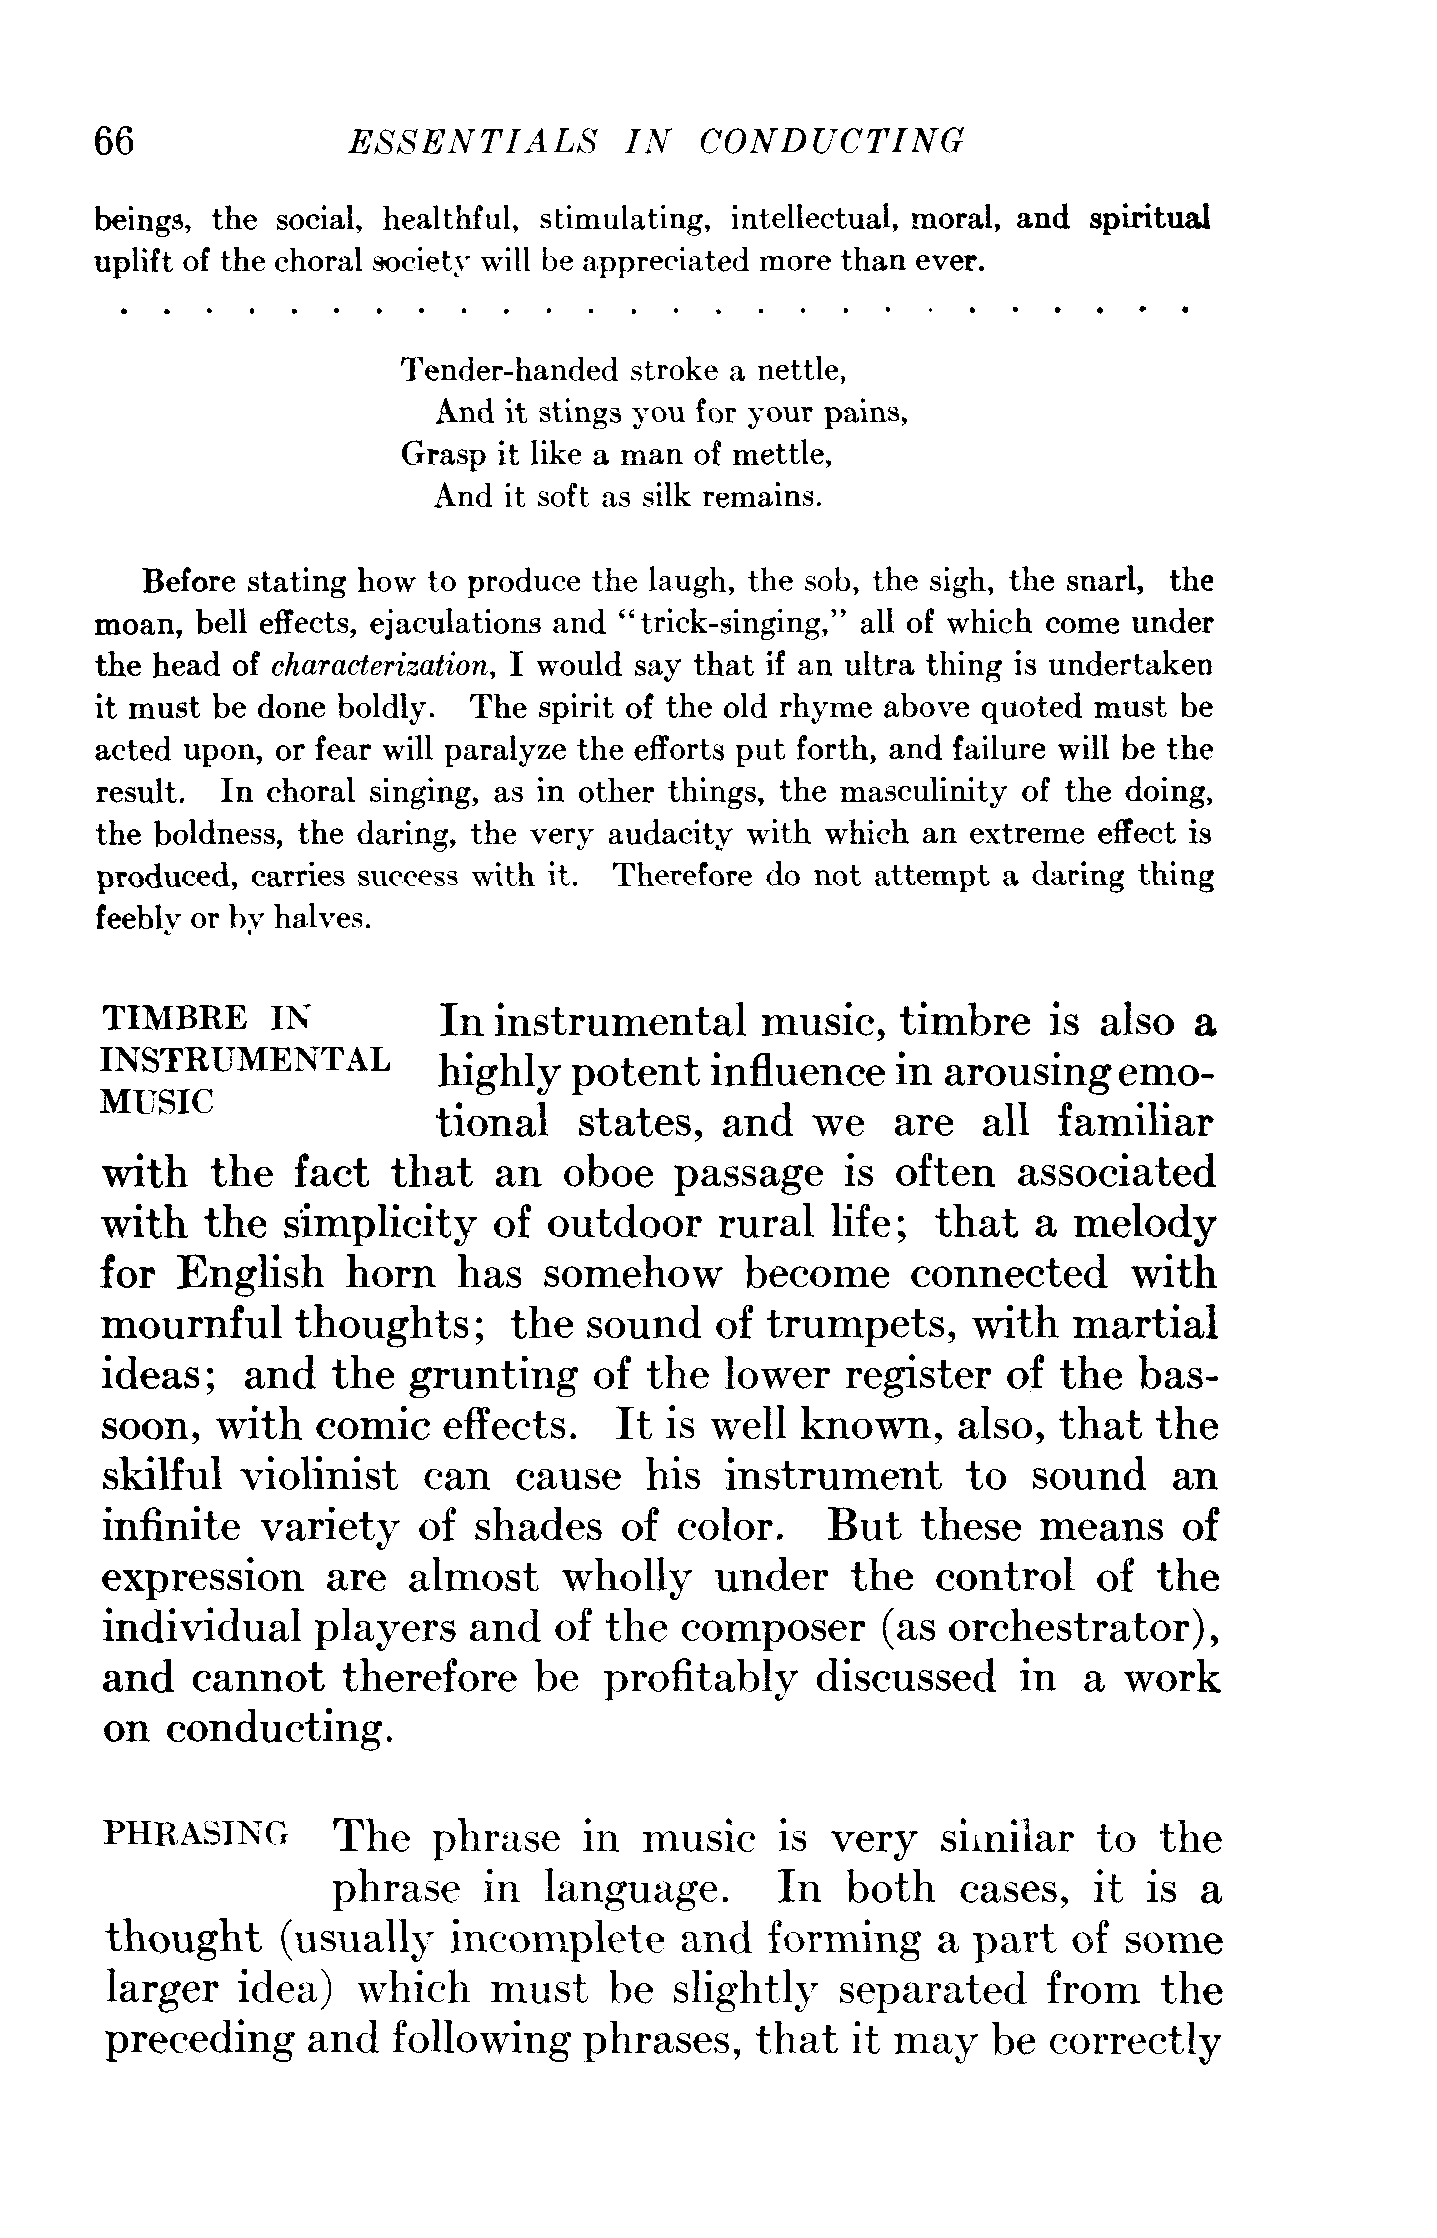 66 ESSENTIALS IN CONDUCTING
beings, the social, healthful, stimulating, intellectual, moral, and spiritual
uplift of the choral society will be appreciated more than ever.
. . . . . . . . . . . . . . . . . . . . . . . . . .
Tender-handed stroke a nettle,
And it stings you for your pains,
Grasp it like a man of mettle,
And it soft as silk remains.
Before stating how to produce the laugh, the sob, the sigh, the snarl, the
moan, bell effects, ejaculations and “trick-singing,” all of which come under
the head of characterization, I would say that if an ultra thing is undertaken
it must be done boldly. The spirit of the old rhyme above quoted must be
acted upon, or fear will paralyze the efforts put forth, and failure will be the
result. In choral singing, as in other things, the masculinity of the doing,
the boldness, the daring, the very audacity with which an extreme effect is
produced, carries success with it. Therefore do not attempt a daring thing
feebly or by halves.
TIMBRE IN
INSTRUMENTAL
MUSIC
In instrumental music, timbre is also a
highly potent influence in arousing emo-
tional states, and we are all familiar
with the fact that an oboe passage is often associated
with the simplicity of outdoor rural life; that a melody
for English horn has somehow become connected with
mournful thoughts; the sound of trumpets, with martial
ideas; and the grunting of the lower register of the bas-
soon, with comic effects. It is well known, also, that the
skilful violinist can cause his instrument to sound an
infinite variety of shades of color. But these means of
expression are almost wholly under the control of the
individual players and of the composer (as orchestrator),
and cannot therefore be profitably discussed in a work
on conducting.
PHRASING The phrase in music is very similar to the
phrase in language. In both cases, it is a
thought (usually incomplete and forming a part of some
larger idea) which must be slightly separated from the
preceding and following phrases, that it may be correctly